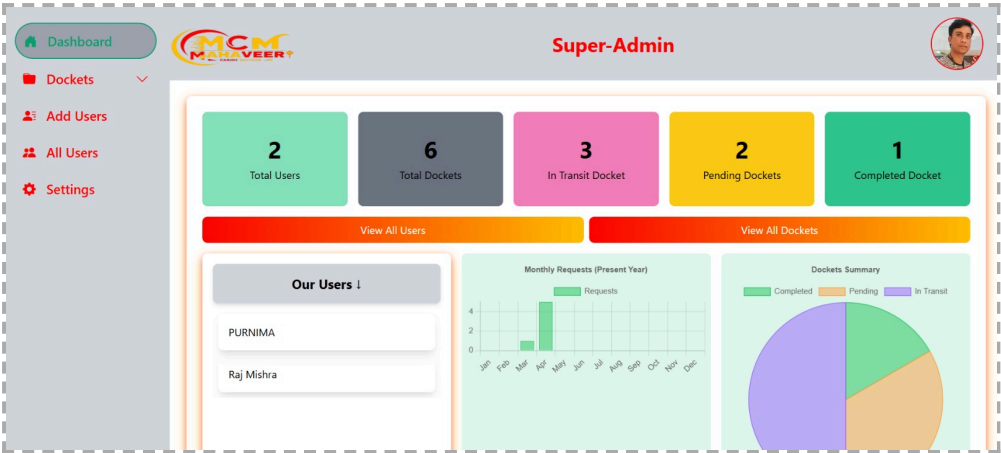 Dashboard
Dockets
Add Users
All Users
Settings
MCM
MAHAVEER
Super-Admin
2
Total Users
6
Total Dockets
3
In Transit Docket
2
Pending Dockets
1
Completed Docket
View All Users
View All Dockets
Our Users ↓
PURNIMA
Raj Mishra
Monthly Requests (Present Year)
Requests
4
2
0
Jan Feb Mar Apr May Jun Jul Aug Sep Oct Nov Dec
Dockets Summary
Completed Pending In Transit